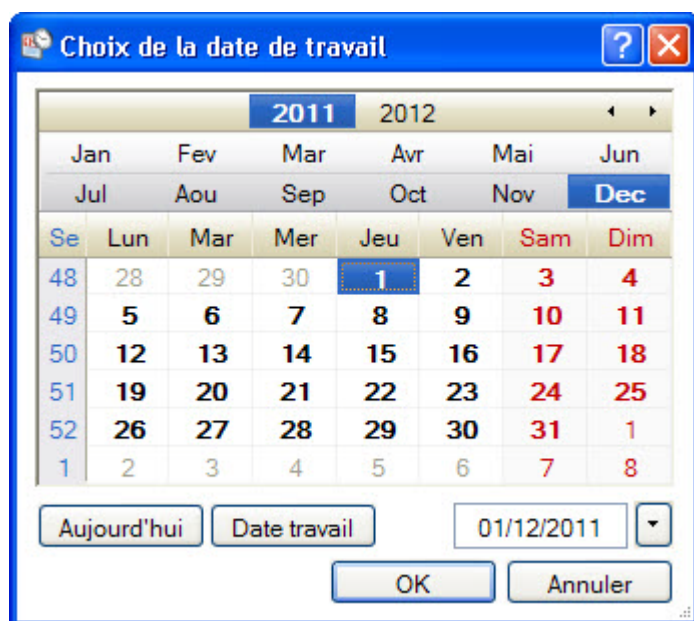 Choix de la date de travail
2011 2012
Jan Fev Mar Avr Mai Jun
Jul Aou Sep Oct Nov Dec
Se Lun Mar Mer Jeu Ven Sam Dim
48 28 29 30 1 2 3 4
49 5 6 7 8 9 10 11
50 12 13 14 15 16 17 18
51 19 20 21 22 23 24 25
52 26 27 28 29 30 31 1
1 2 3 4 5 6 7 8
Aujourd'hui Date travail 01/12/2011
OK Annuler